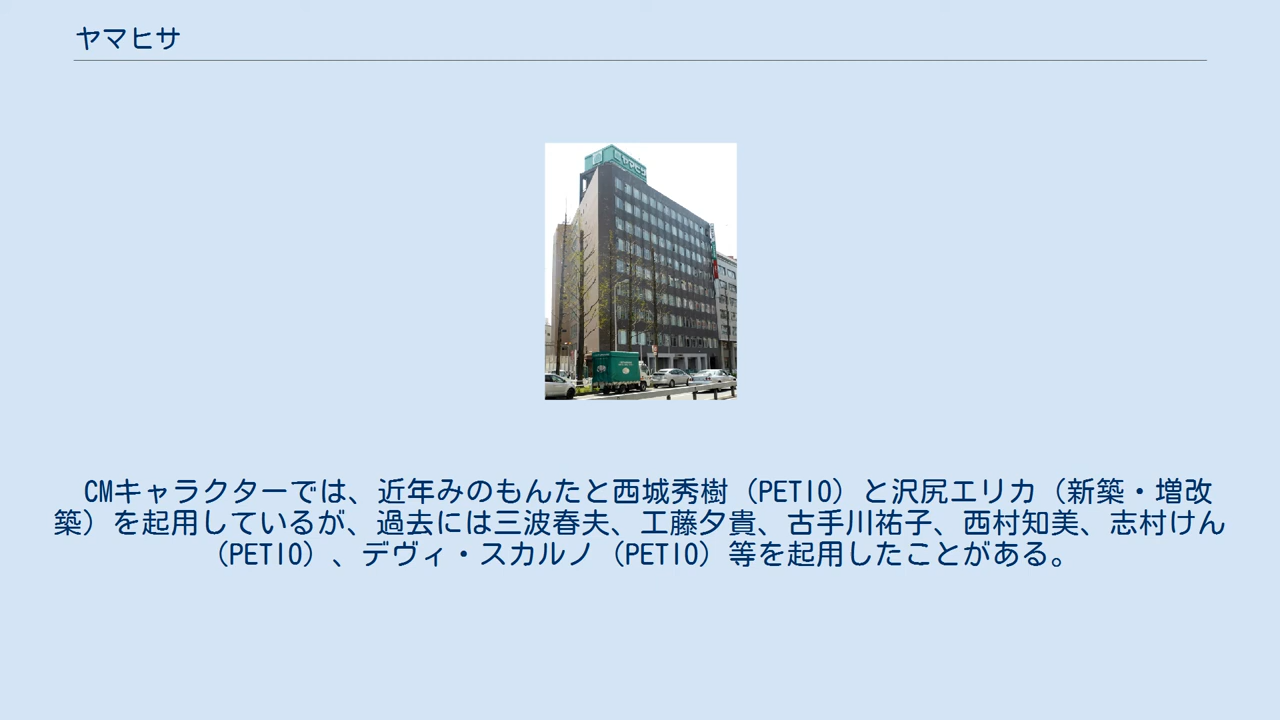 ヤマヒサ
ヤマヒサ
CMキャラクターでは、近年みのもんたと西城秀樹（PETIO）と沢尻エリカ（新築・増改
築）を起用しているが、過去には三波春夫、工藤夕貴、古手川祐子、西村知美、志村けん
（PETIO）、デヴィ・スカルノ（PETIO）等を起用したことがある。